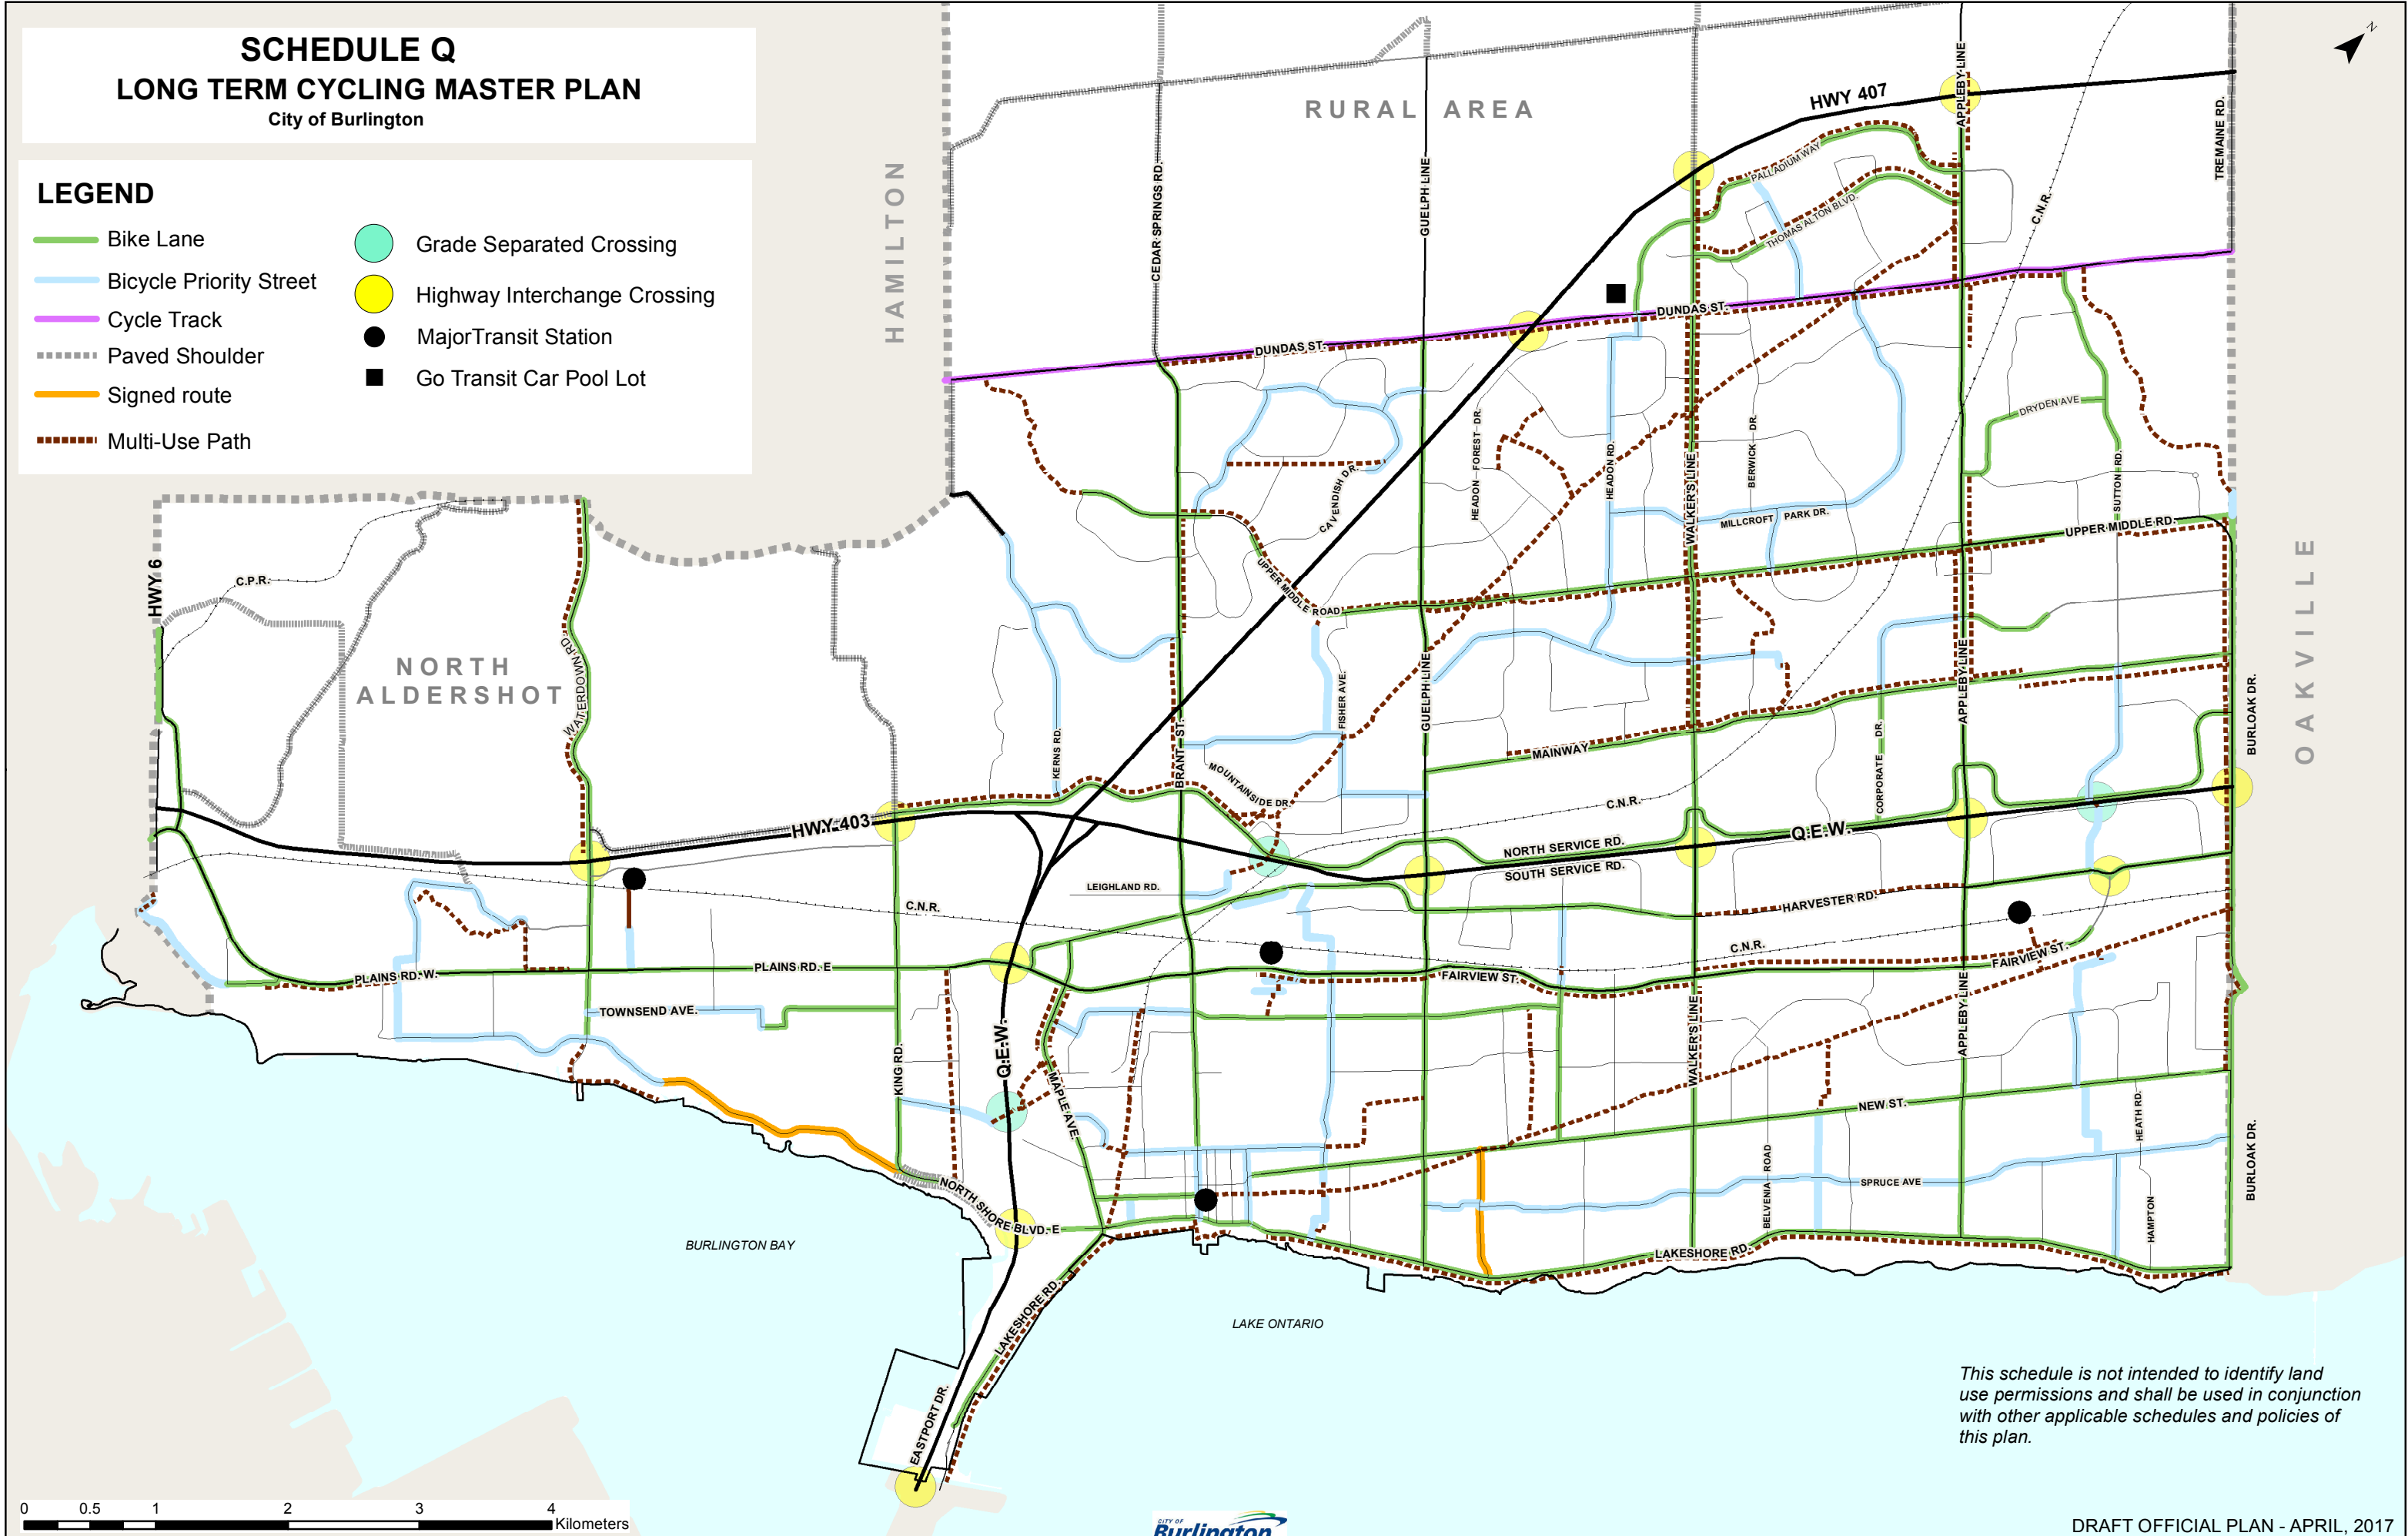 SCHEDULE Q
LONG TERM CYCLING MASTER PLAN
City of Burlington
LEGEND
Bike Lane
Bicycle Priority Street
Cycle Track
Paved Shoulder
Signed route
Multi-Use Path
Grade Separated Crossing
Highway Interchange Crossing
MajorTransit Station
Go Transit Car Pool Lot
N
HAMILTON
RURAL AREA
HWY 407
APPLEBY LINE
TREMAINE RD.
CEDAR SPRINGS RD.
GUELPH LINE
PALLADIUM WAY
THOMAS ALTON BLVD.
C.N.R.
DUNDAS ST.
DUNDAS ST.
HEADON FOREST DR.
HEADON RD.
WALKER'S LINE
BERWICK DR.
DRYDEN AVE
SUTTON RD.
CAVENDISH DR.
MILLCROFT PARK DR.
UPPER MIDDLE RD.
UPPER MIDDLE ROAD
OAKVILLE
HWY 6
C.P.R.
NORTH
ALDERSHOT
WATERDOWN RD.
KERNS RD.
BRANT ST.
FISHER AVE.
GUELPH LINE
MAINWAY
APPLEBY LINE
CORPORATE DR.
BURLOAK DR.
MOUNTAINSIDE DR.
C.N.R.
HWY 403
NORTH SERVICE RD.
SOUTH SERVICE RD.
Q.E.W.
LEIGHLAND RD.
HARVESTER RD.
C.N.R.
C.N.R.
PLAINS RD. W.
PLAINS RD. E
FAIRVIEW ST.
FAIRVIEW ST.
TOWNSEND AVE.
KING RD.
Q.E.W.
MAPLE AVE.
WALKER'S LINE
APPLEBY LINE
NEW ST.
HEATH RD.
BURLOAK DR.
BELVENIA ROAD
SPRUCE AVE
HAMPTON
NORTH SHORE BLVD. E
LAKESHORE RD.
LAKESHORE RD.
EASTPORT DR.
BURLINGTON BAY
LAKE ONTARIO
This schedule is not intended to identify land
use permissions and shall be used in conjunction
with other applicable schedules and policies of
this plan.
0 0.5 1 2 3 4
Kilometers
CITY OF
Burlington
DRAFT OFFICIAL PLAN - APRIL, 2017